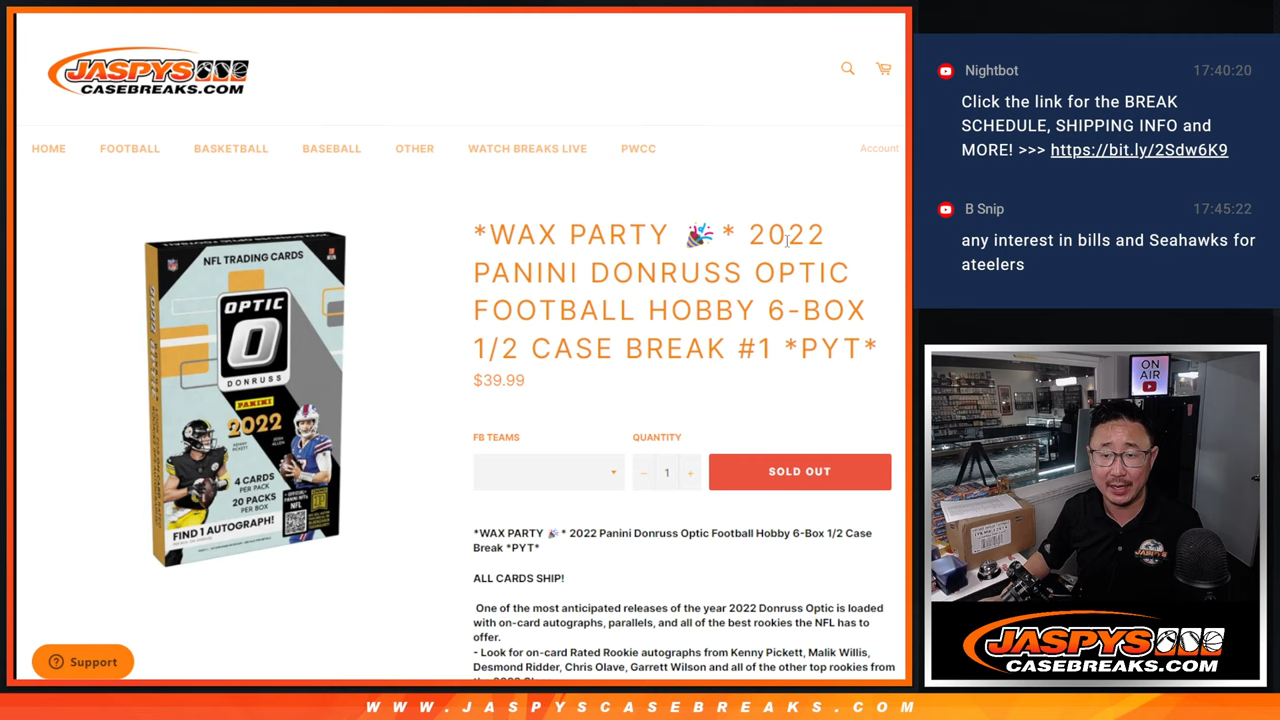 JASPYS
CASEBREAKS.COM
HOME FOOTBALL BASKETBALL BASEBALL OTHER WATCH BREAKS LIVE PWCC Account
NFL TRADING CARDS
OPTIC
DONRUSS
PANINI
2022
4 CARDS
PER PACK
20 PACKS
PER BOX
FIND 1 AUTOGRAPH!
*WAX PARTY 🎉* 2022
PANINI DONRUSS OPTIC
FOOTBALL HOBBY 6-BOX
1/2 CASE BREAK #1 *PYT*
$39.99
FB TEAMS QUANTITY
− 1 + SOLD OUT
*WAX PARTY 🎉* 2022 Panini Donruss Optic Football Hobby 6-Box 1/2 Case
Break *PYT*
ALL CARDS SHIP!
One of the most anticipated releases of the year 2022 Donruss Optic is loaded
with on-card autographs, parallels, and all of the best rookies the NFL has to
offer.
- Look for on-card Rated Rookie autographs from Kenny Pickett, Malik Willis,
Desmond Ridder, Chris Olave, Garrett Wilson and all of the other top rookies from
Support
Nightbot 17:40:20
Click the link for the BREAK
SCHEDULE, SHIPPING INFO and
MORE! >>> https://bit.ly/2Sdw6K9
B Snip 17:45:22
any interest in bills and Seahawks for
ateelers
ON
AIR
JASPYS
CASEBREAKS.COM
WWW.JASPYSCASEBREAKS.COM